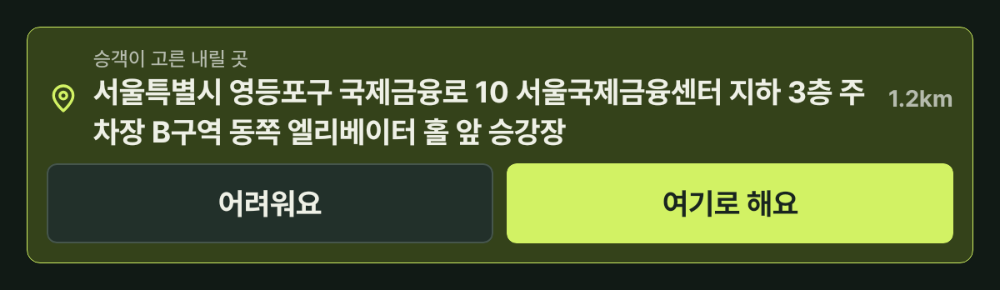 승객이 고른 내릴 곳
서울특별시 영등포구 국제금융로 10 서울국제금융센터 지하 3층 주
차장 B구역 동쪽 엘리베이터 홀 앞 승강장
1.2km
어려워요
여기로 해요